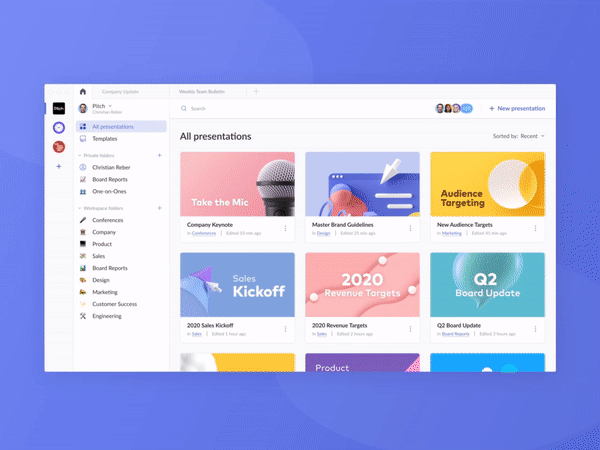 Company Update
Weekly Team Bulletin
Pitch
Pitch
Christian Reber
Search
+ New presentation
All presentations
Templates
Private folders
Christian Reber
Board Reports
One-on-Ones
Workspace folders
Conferences
Company
Product
Sales
Board Reports
Design
Marketing
Customer Success
Engineering
All presentations
Sorted by: Recent
Take the Mic
Audience
Targeting
Company Keynote
in Conferences | Edited 10 min ago
Master Brand Guidelines
in Design | Edited 25 min ago
New Audience Targets
in Marketing | Edited 45 min ago
Sales
Kickoff
2020
Revenue Targets
Q2
Board Update
2020 Sales Kickoff
in Sales | Edited 1 hour ago
2020 Revenue Targets
in Sales | Edited 2 hours ago
Q2 Board Update
in Board Reports | Edited 3 hours ago
Product